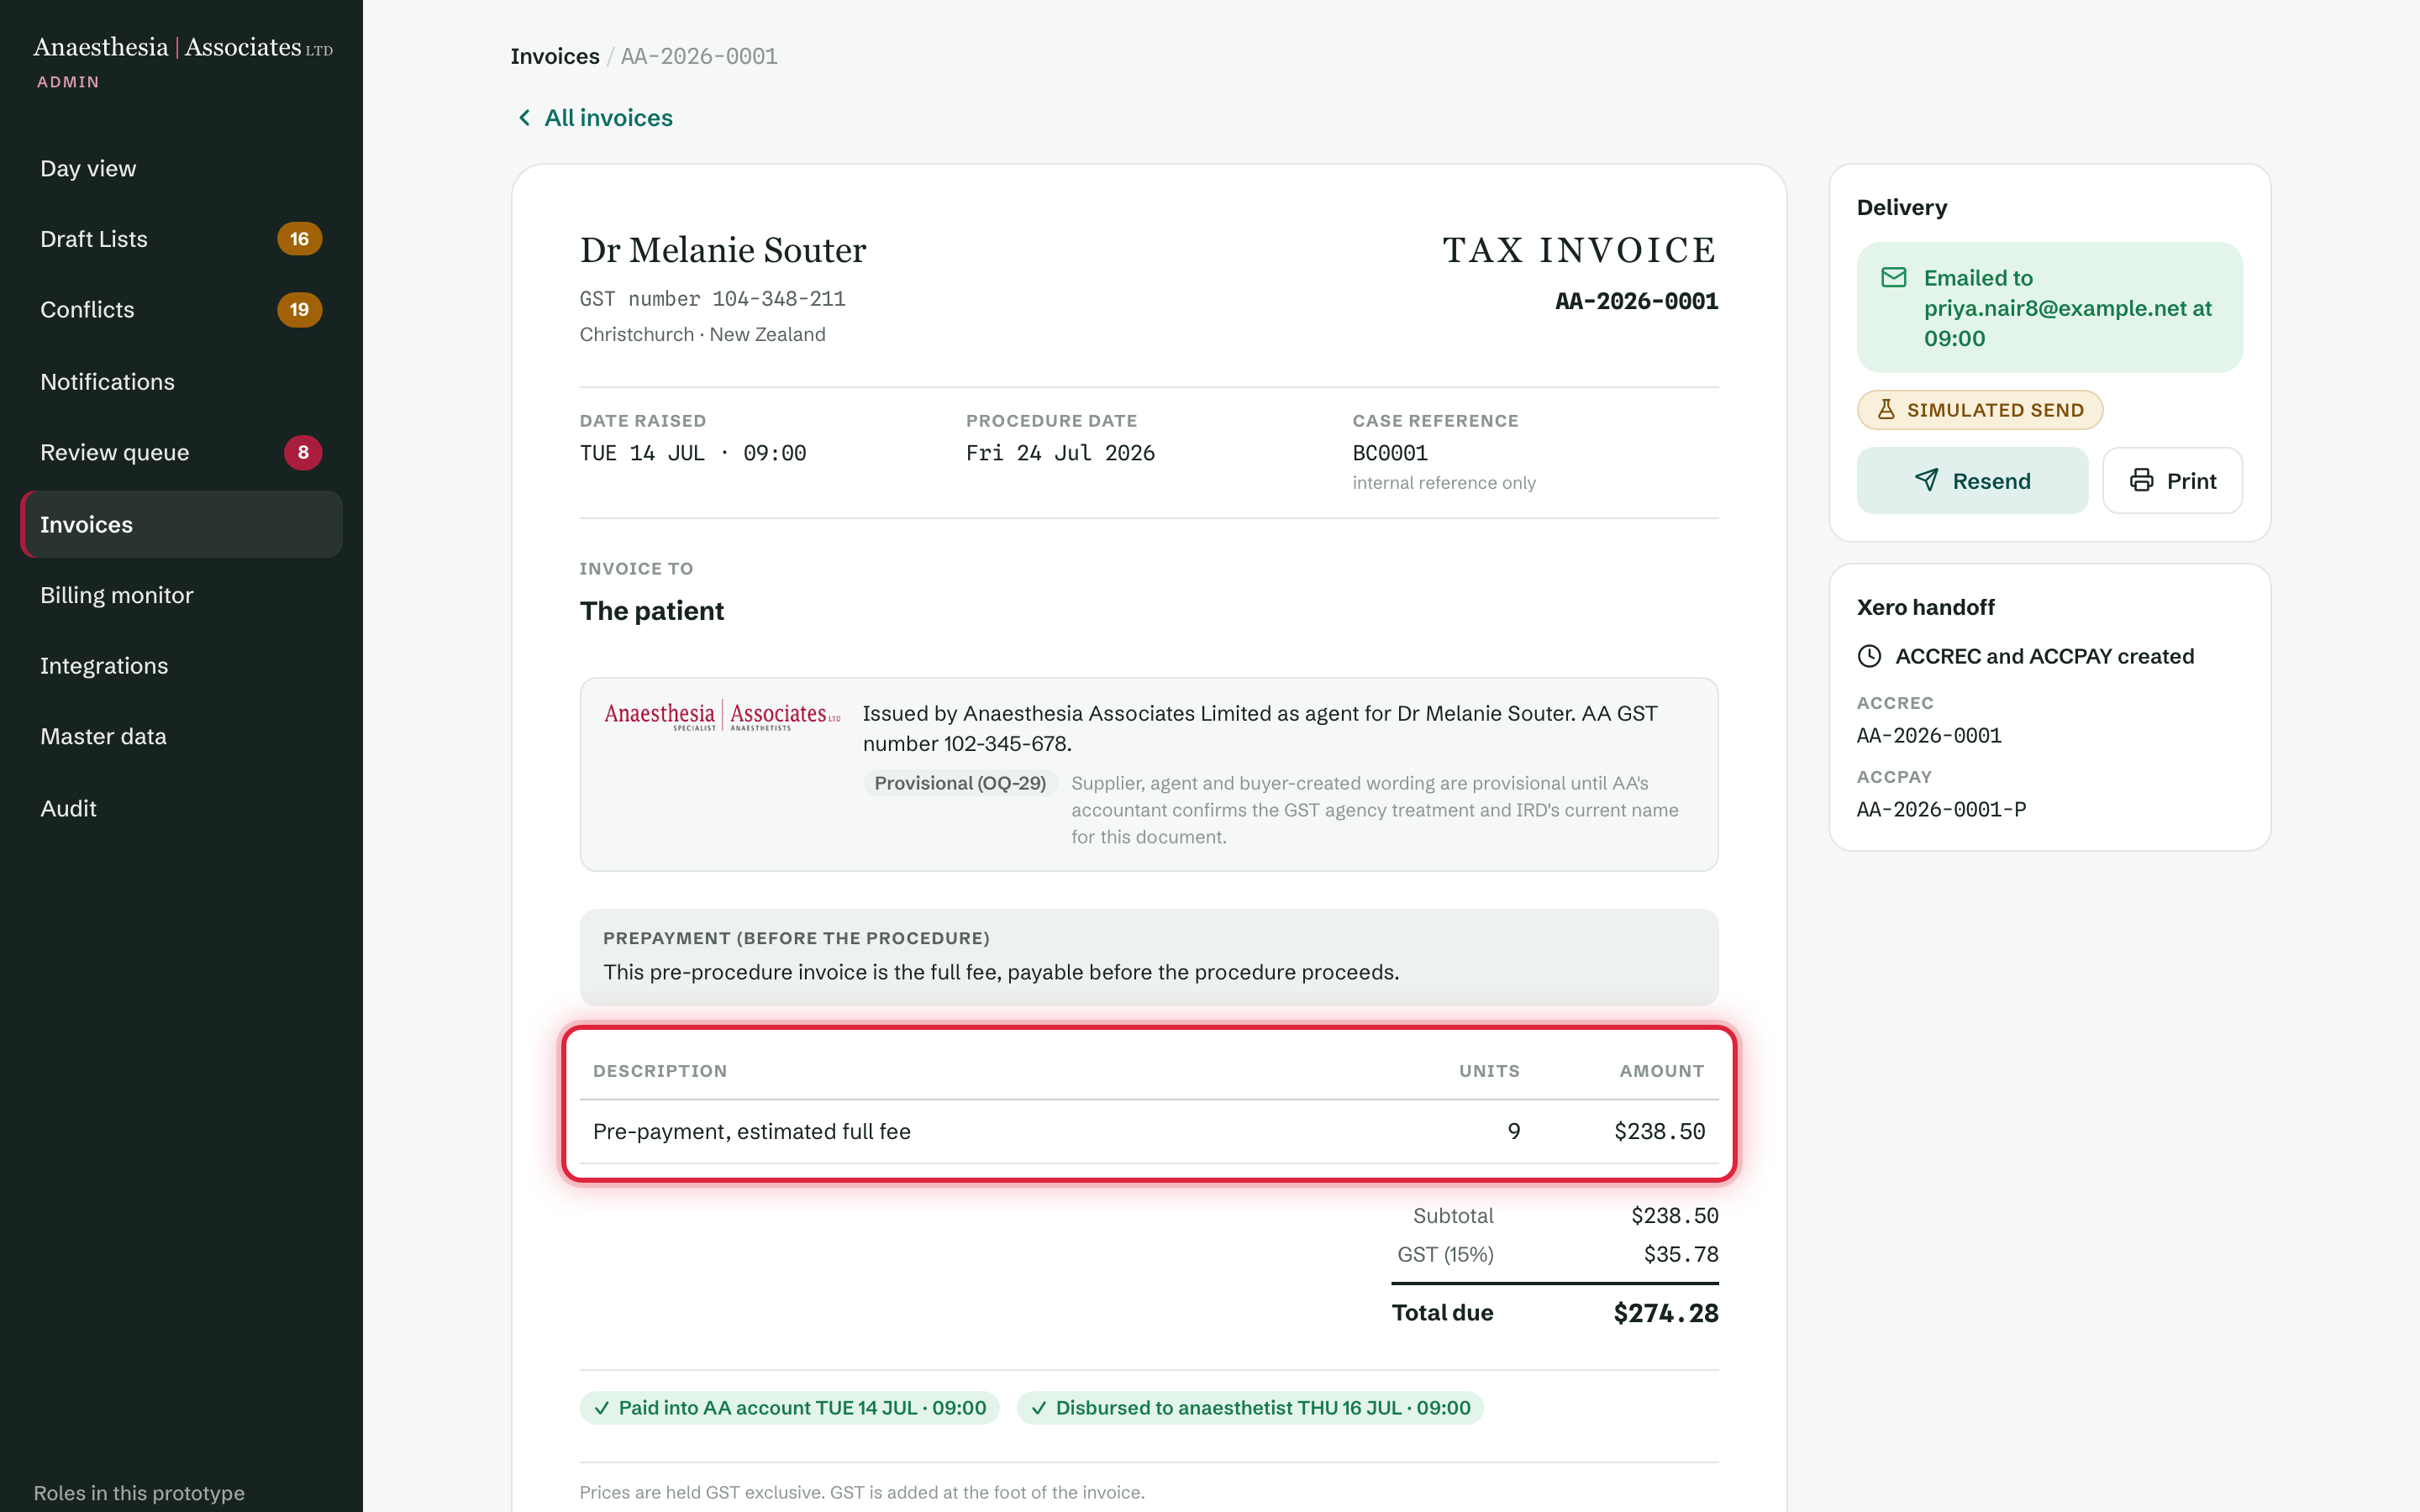 Anaesthesia | Associates LTD
ADMIN
Day view
Draft Lists 16
Conflicts 19
Notifications
Review queue 8
Invoices
Billing monitor
Integrations
Master data
Audit
Roles in this prototype
Invoices / AA-2026-0001
All invoices
Dr Melanie Souter
GST number 104-348-211
Christchurch · New Zealand
TAX INVOICE
AA-2026-0001
DATE RAISED PROCEDURE DATE CASE REFERENCE
TUE 14 JUL · 09:00 Fri 24 Jul 2026 BC0001
internal reference only
INVOICE TO
The patient
Anaesthesia | Associates LTD
SPECIALIST ANAESTHETISTS
Issued by Anaesthesia Associates Limited as agent for Dr Melanie Souter. AA GST
number 102-345-678.
Provisional (OQ-29) Supplier, agent and buyer-created wording are provisional until AA's
accountant confirms the GST agency treatment and IRD's current name
for this document.
PREPAYMENT (BEFORE THE PROCEDURE)
This pre-procedure invoice is the full fee, payable before the procedure proceeds.
DESCRIPTION UNITS AMOUNT
Pre-payment, estimated full fee 9 $238.50
Subtotal $238.50
GST (15%) $35.78
Total due $274.28
Paid into AA account TUE 14 JUL · 09:00 Disbursed to anaesthetist THU 16 JUL · 09:00
Prices are held GST exclusive. GST is added at the foot of the invoice.
Delivery
Emailed to
priya.nair8@example.net at
09:00
SIMULATED SEND
Resend Print
Xero handoff
ACCREC and ACCPAY created
ACCREC
AA-2026-0001
ACCPAY
AA-2026-0001-P